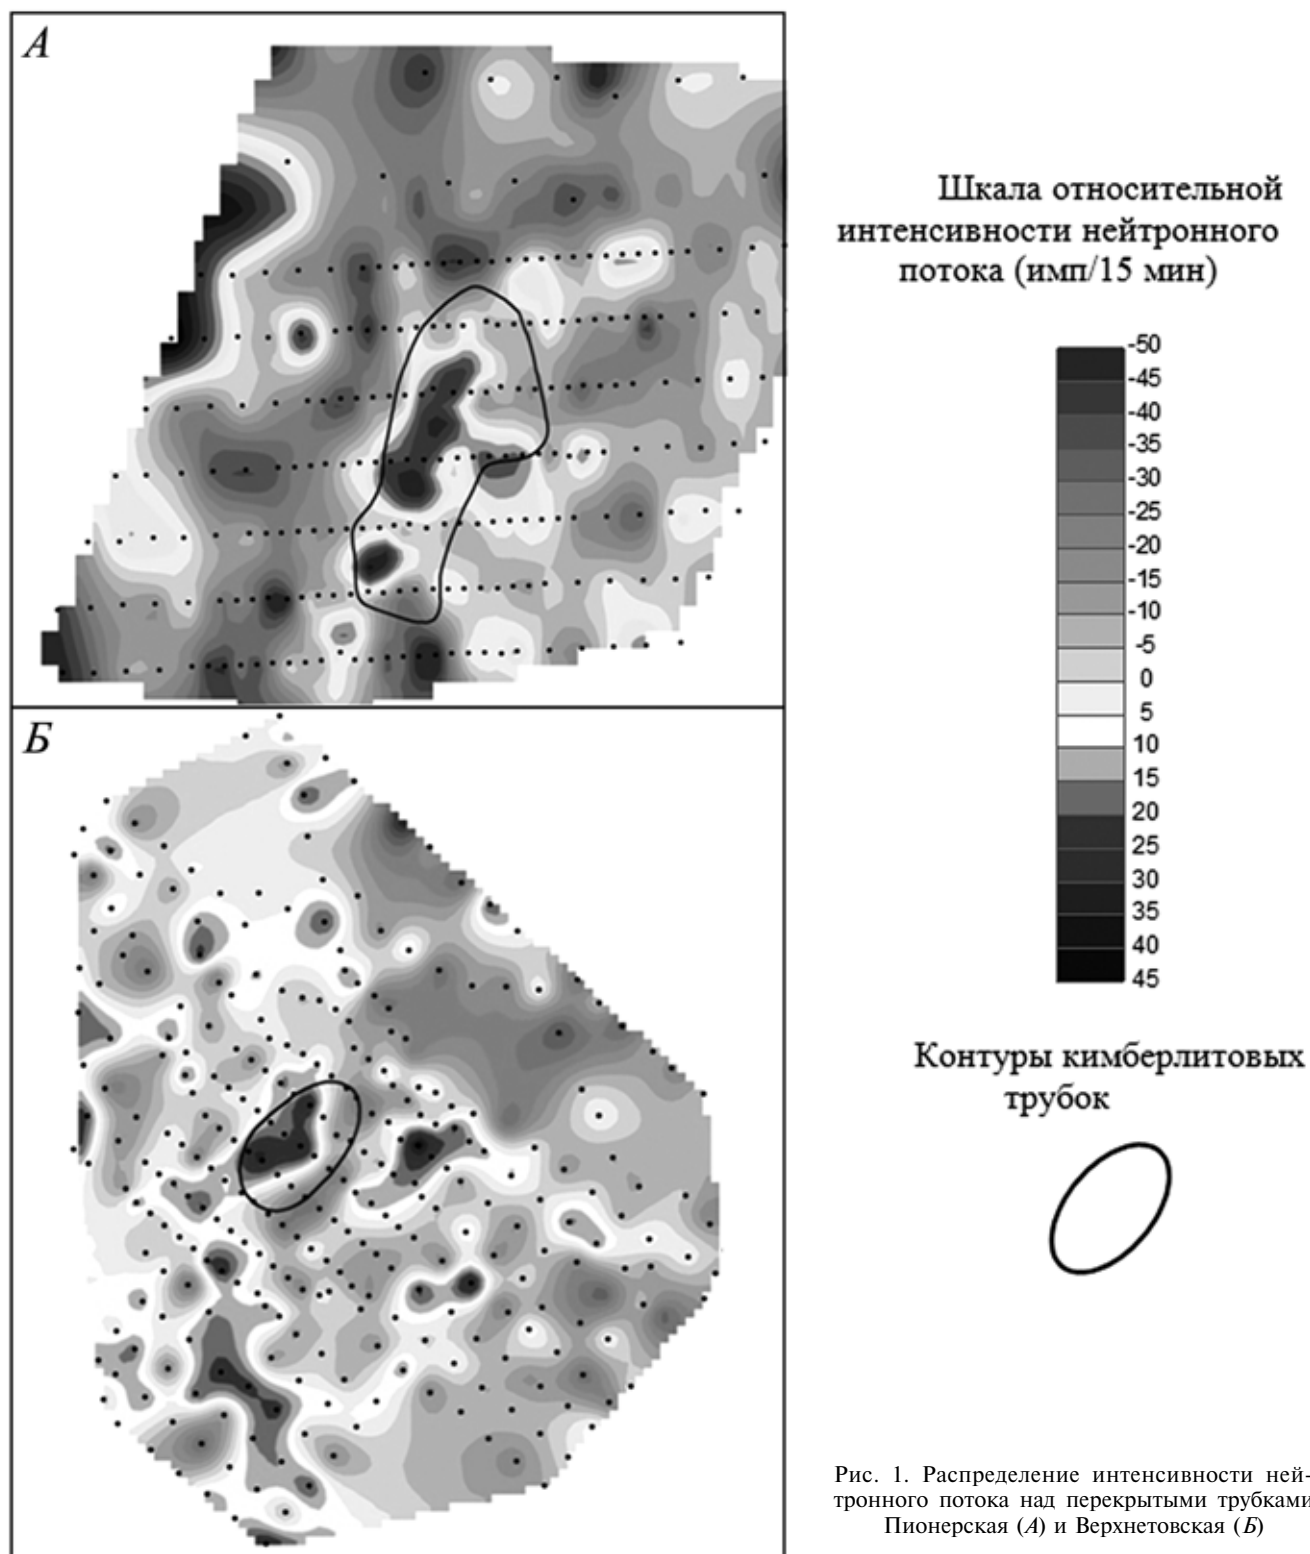 А
Б
Шкала относительной
интенсивности нейтронного
потока (имп/15 мин)
-50
-45
-40
-35
-30
-25
-20
-15
-10
-5
0
5
10
15
20
25
30
35
40
45
Контуры кимберлитовых
трубок
Рис. 1. Распределение интенсивности ней-
тронного потока над перекрытыми трубками
Пионерская (А) и Верхнетовская (Б)